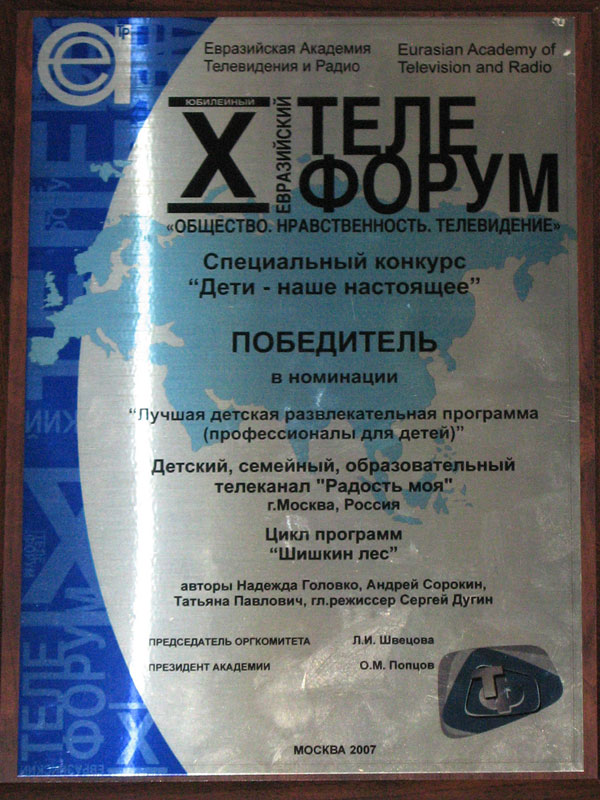 Евразийская Академия
Телевидения и Радио
Eurasian Academy of
Television and Radio
ЮБИЛЕЙНЫЙ
X
ЕВРАЗИЙСКИЙ
ТЕЛЕ
ФОРУМ
«ОБЩЕСТВО. НРАВСТВЕННОСТЬ. ТЕЛЕВИДЕНИЕ»
Специальный конкурс
“Дети - наше настоящее”
ПОБЕДИТЕЛЬ
в номинации
“Лучшая детская развлекательная программа
(профессионалы для детей)”
Детский, семейный, образовательный
телеканал "Радость моя"
г.Москва, Россия
Цикл программ
“Шишкин лес”
авторы Надежда Головко, Андрей Сорокин,
Татьяна Павлович, гл.режиссер Сергей Дугин
ПРЕДСЕДАТЕЛЬ ОРГКОМИТЕТА Л.И. Швецова
ПРЕЗИДЕНТ АКАДЕМИИ О.М. Попцов
МОСКВА 2007
ТЕЛЕ
ФОРУМ
X